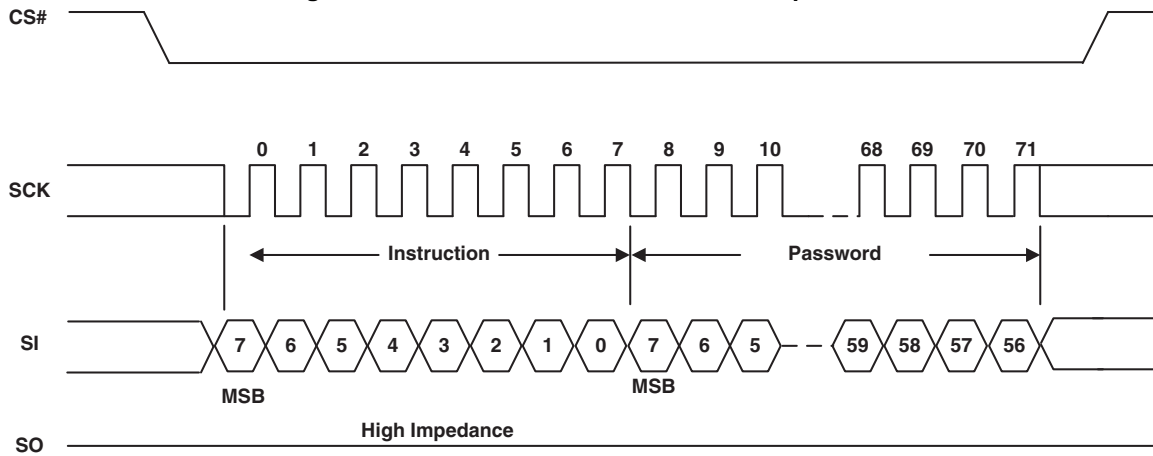 CS#
0 1 2 3 4 5 6 7 8 9 10 68 69 70 71
SCK
Instruction Password
SI 7 6 5 4 3 2 1 0 7 6 5 59 58 57 56
MSB MSB
High Impedance
SO